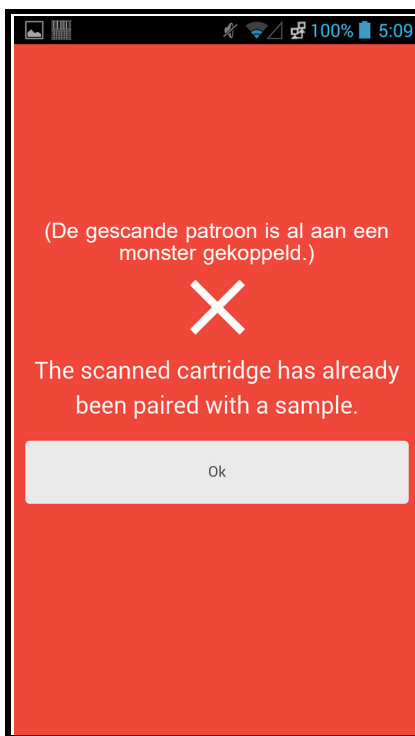 100% 5:09
(De gescande patroon is al aan een
monster gekoppeld.)
The scanned cartridge has already
been paired with a sample.
Ok